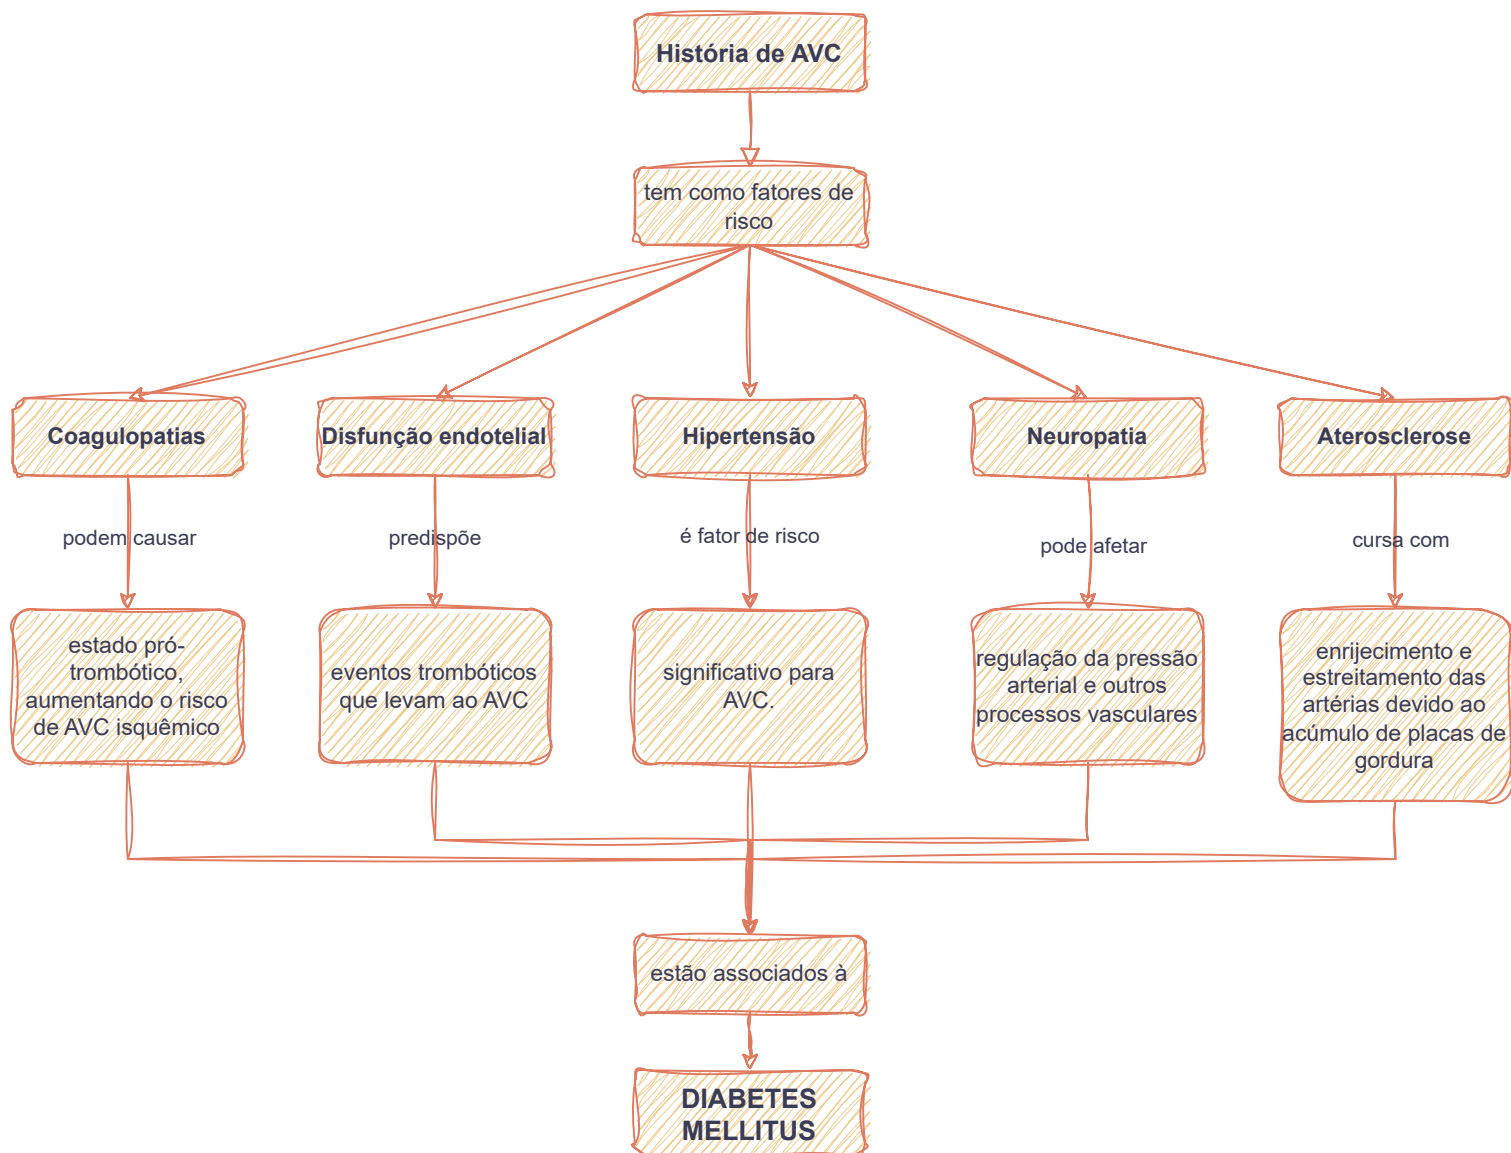 História de AVC
tem como fatores de
risco
Coagulopatias
Disfunção endotelial
Hipertensão
Neuropatia
Aterosclerose
podem causar
predispõe
é fator de risco
pode afetar
cursa com
estado pró-
trombótico,
aumentando o risco
de AVC isquêmico
eventos trombóticos
que levam ao AVC
significativo para
AVC.
regulação da pressão
arterial e outros
processos vasculares
enrijecimento e
estreitamento das
artérias devido ao
acúmulo de placas de
gordura
estão associados à
DIABETES
MELLITUS